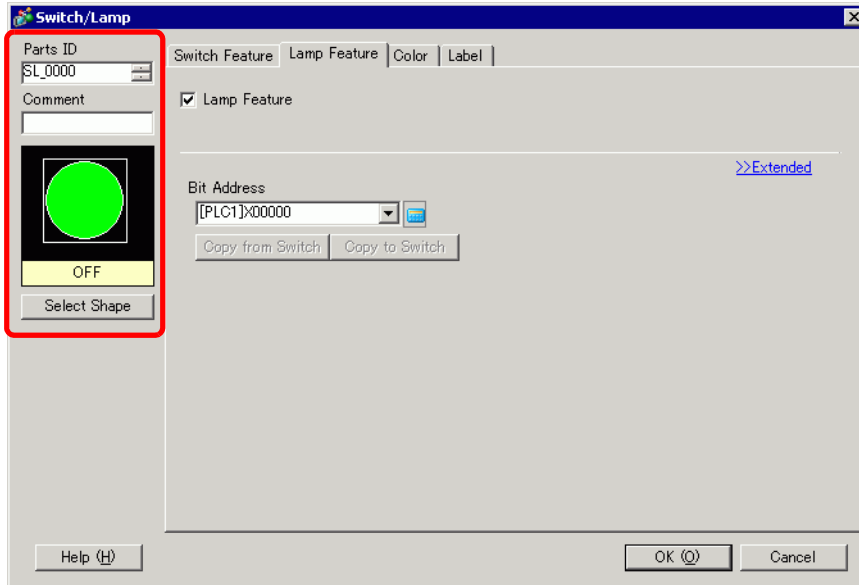 Switch/Lamp
Parts ID
SL_0000
Comment
OFF
Select Shape
Switch Feature Lamp Feature Color Label
Lamp Feature
>>Extended
Bit Address
[PLC1]X00000
Copy from Switch Copy to Switch
Help (H) OK (O) Cancel